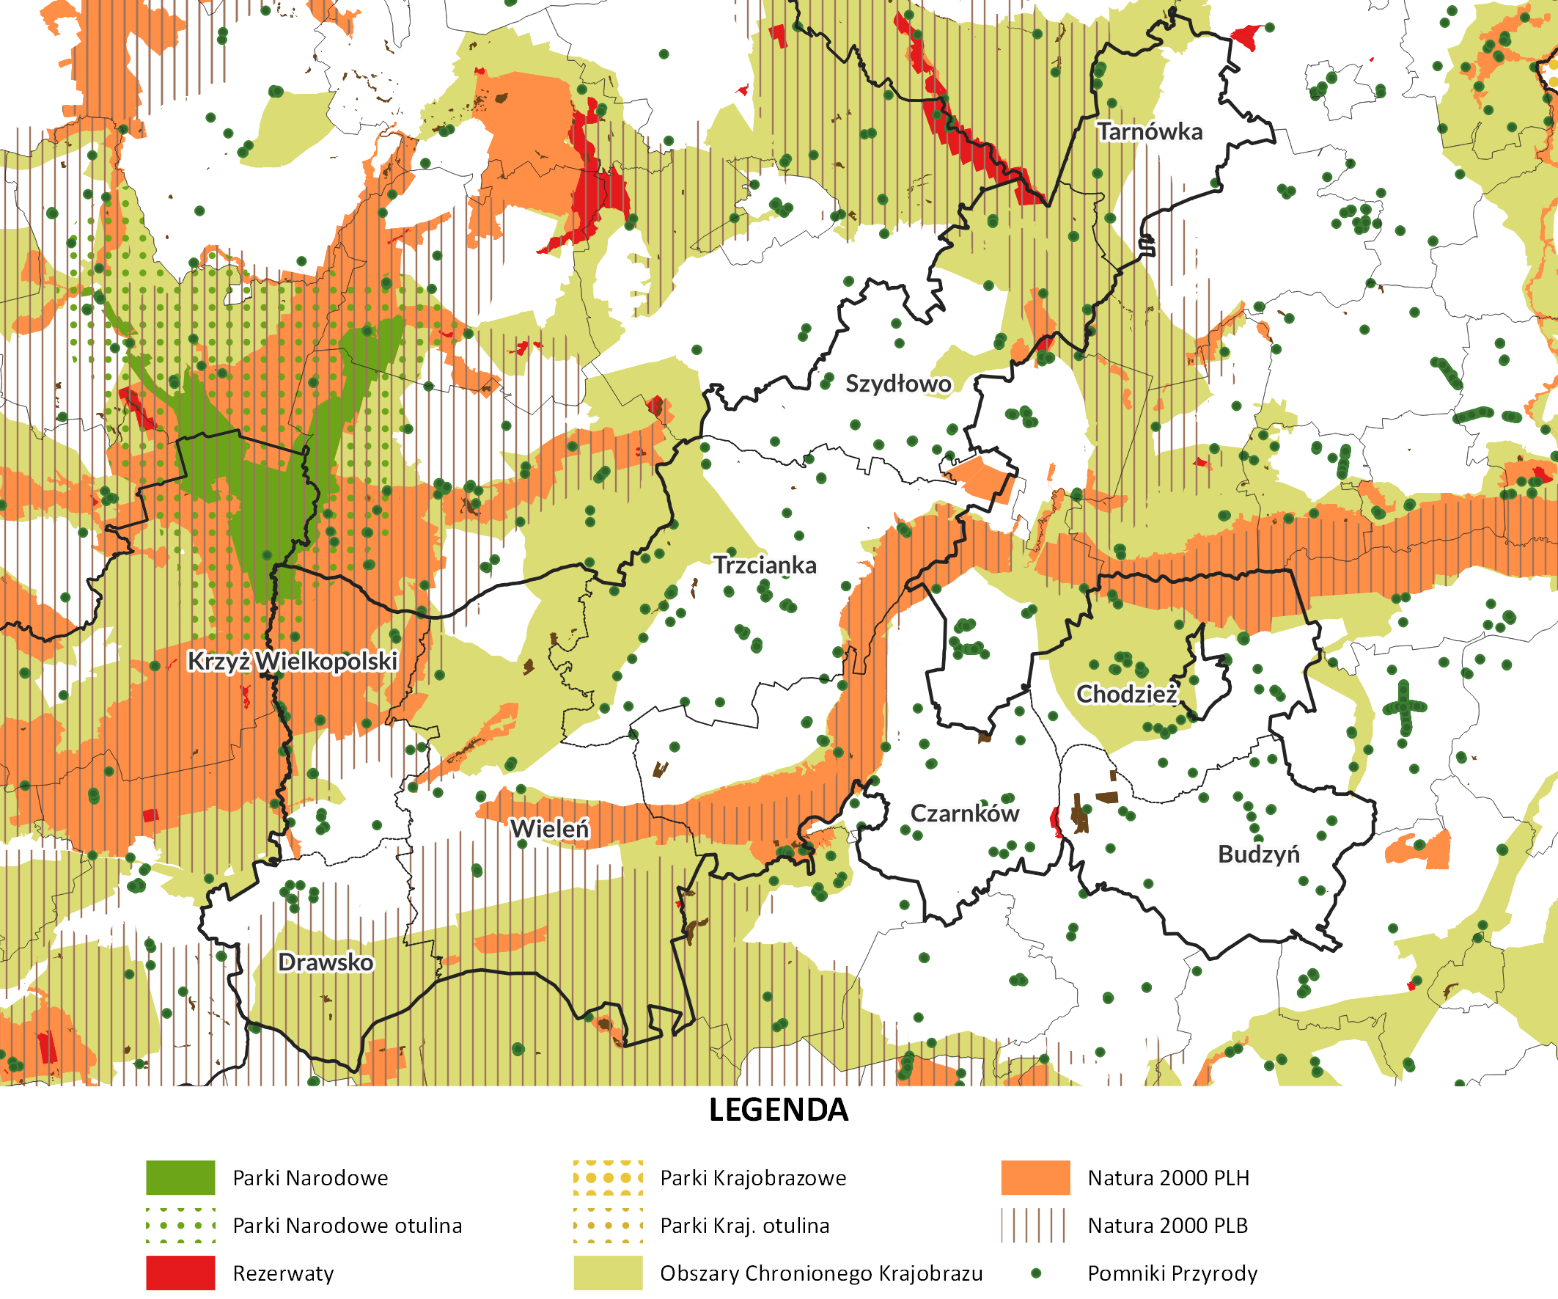 Tarnówka
Szydłowo
Trzcianka
Krzyż Wielkopolski
Chodzież
Czarnków
Wieleń
Budzyń
Drawsko
LEGENDA
Parki Narodowe
Parki Krajobrazowe
Natura 2000 PLH
Parki Narodowe otulina
Parki Kraj. otulina
Natura 2000 PLB
Rezerwaty
Obszary Chronionego Krajobrazu
Pomniki Przyrody